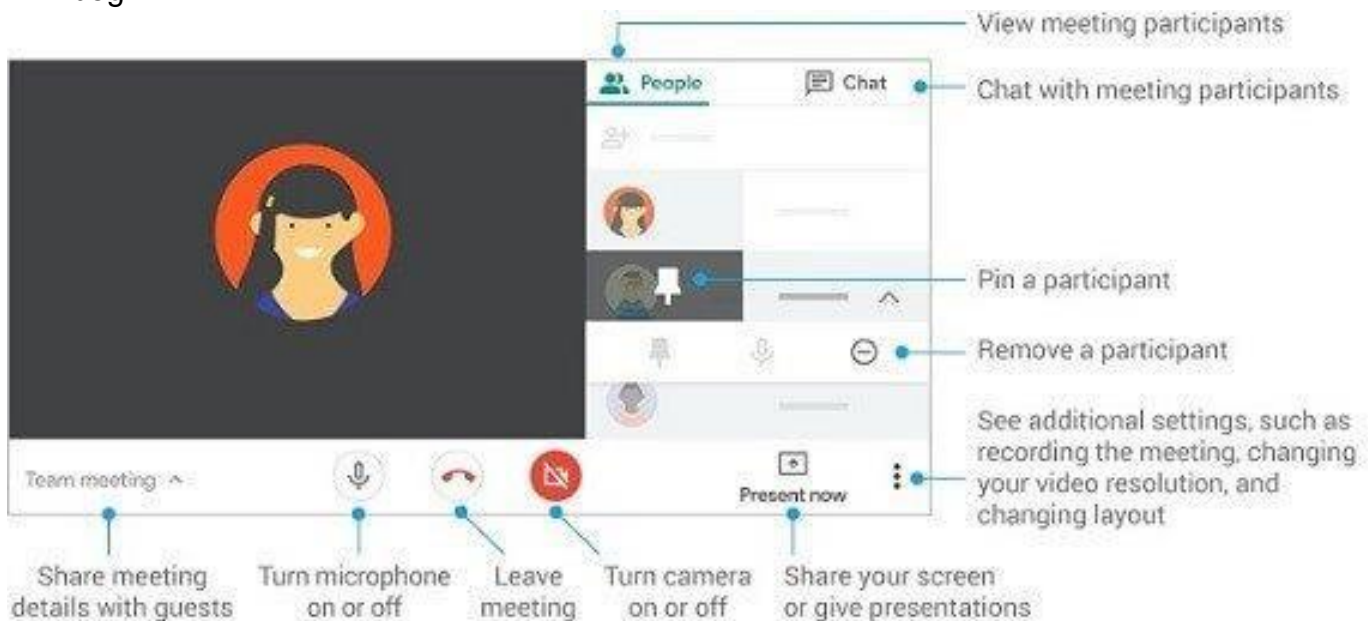 View meeting participants
People
Chat
Chat with meeting participants
Pin a participant
Remove a participant
See additional settings, such as
recording the meeting, changing
your video resolution, and
changing layout
Team meeting
Present now
Share meeting
details with guests
Turn microphone
on or off
Leave
meeting
Turn camera
on or off
Share your screen
or give presentations